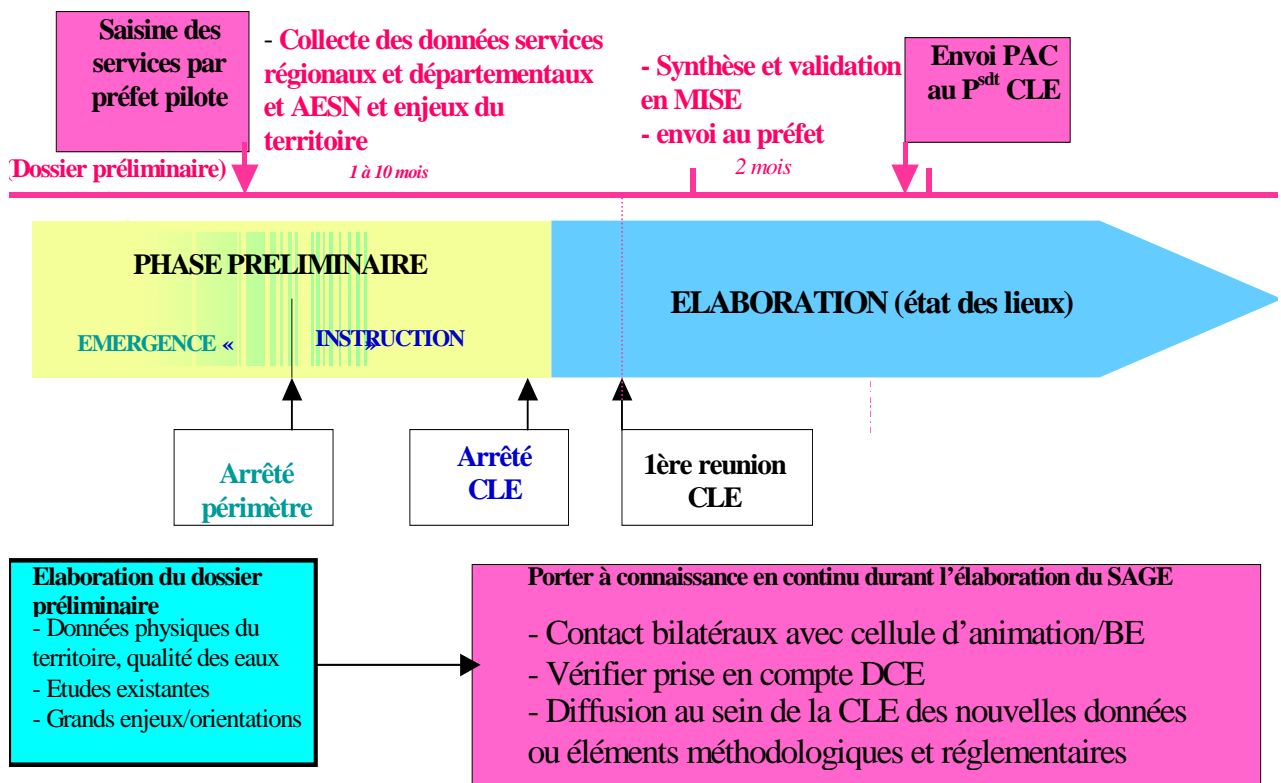 Saisine des
services par
préfet pilote
- Collecte des données services
régionaux et départementaux
et AESN et enjeux du
territoire
- Synthèse et validation
en MISE
- envoi au préfet
Envoi PAC
au Psdt CLE
(Dossier préliminaire)
1 à 10 mois
2 mois
PHASE PRELIMINAIRE
ELABORATION (état des lieux)
EMERGENCE «
INSTRUCTION
»
Arrêté
périmètre
Arrêté
CLE
1ère reunion
CLE
Elaboration du dossier
préliminaire
- Données physiques du
territoire, qualité des eaux
- Etudes existantes
- Grands enjeux/orientations
Porter à connaissance en continu durant l’élaboration du SAGE
- Contact bilatéraux avec cellule d’animation/BE
- Vérifier prise en compte DCE
- Diffusion au sein de la CLE des nouvelles données
ou éléments méthodologiques et réglementaires